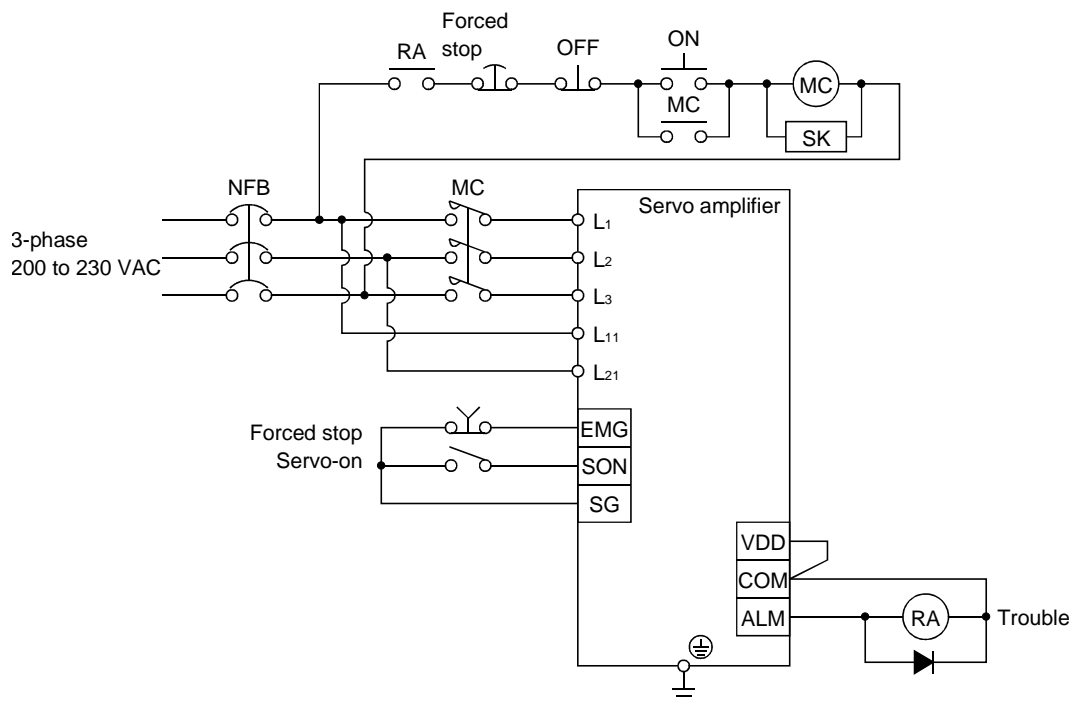 Forced
stop
RA
OFF
ON
MC
MC
SK
NFB
MC
Servo amplifier
3-phase
200 to 230 VAC
L1
L2
L3
L11
L21
Forced stop
Servo-on
EMG
SON
SG
VDD
COM
ALM
RA
Trouble